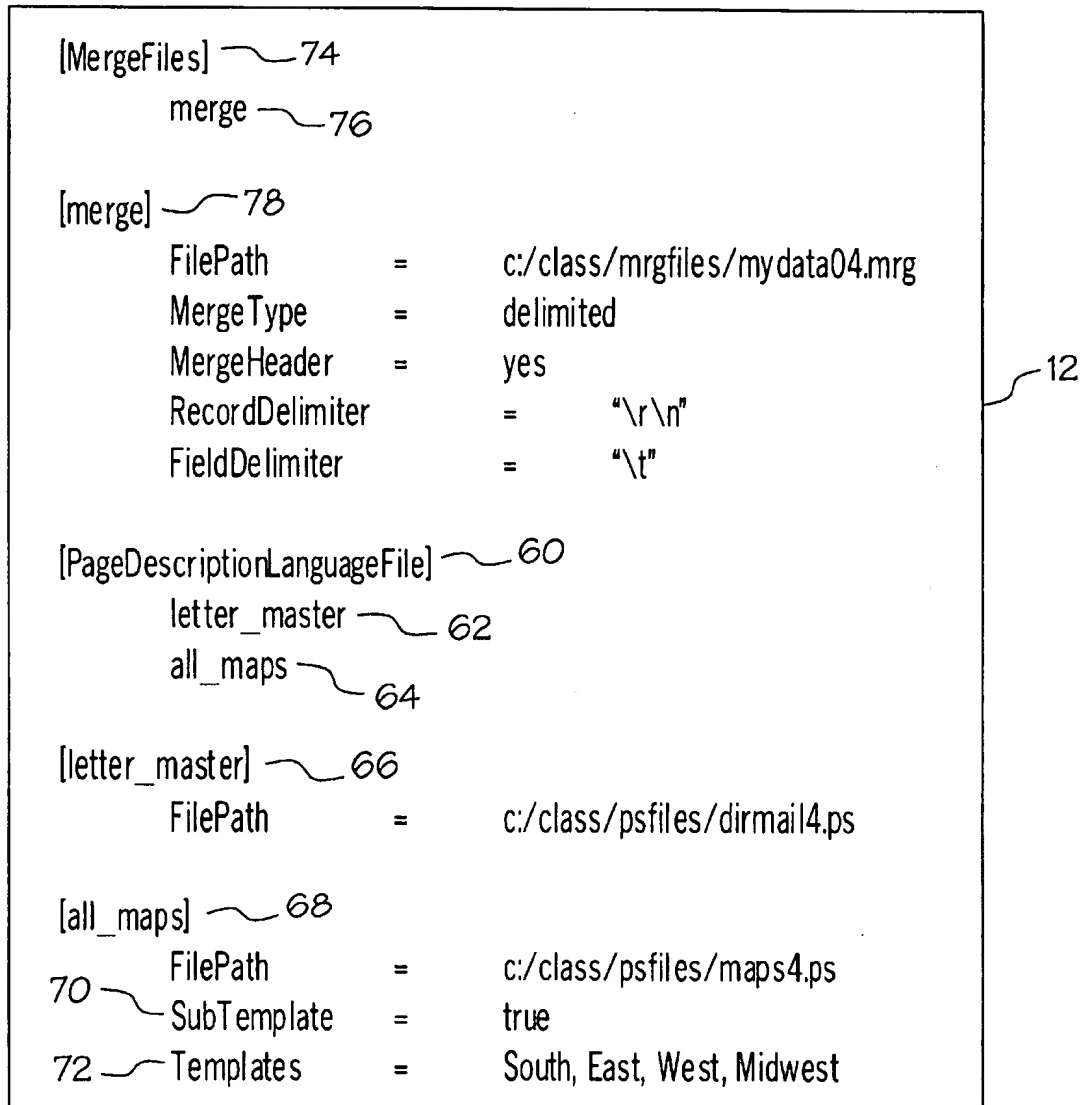 [MergeFiles] 74
merge 76
[merge] 78
FilePath = c:/class/mrgfiles/mydata04.mrg
MergeType = delimited
MergeHeader = yes
12
RecordDelimiter = "\r\n"
FieldDelimiter = "\t"
[PageDescriptionLanguageFile] 60
letter_master 62
all_maps 64
[letter_master] 66
FilePath = c:/class/psfiles/dirmail4.ps
[all_maps] 68
FilePath = c:/class/psfiles/maps4.ps
70 SubTemplate = true
72 Templates = South, East, West, Midwest